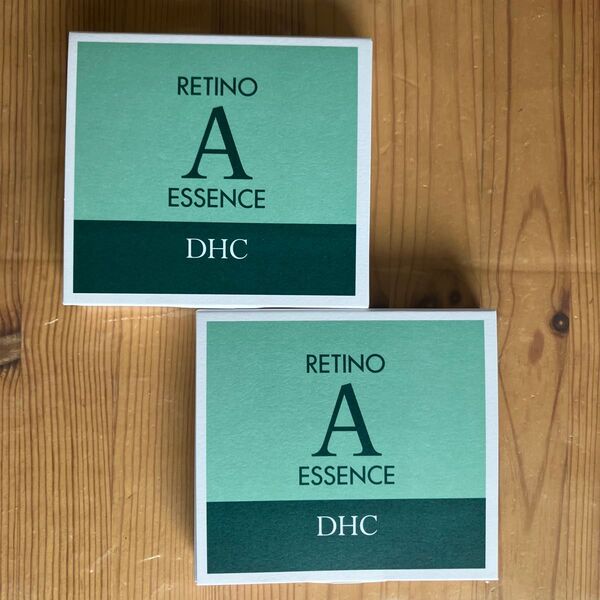 RETINO
A
ESSENCE
DHC
RETINO
A
ESSENCE
DHC